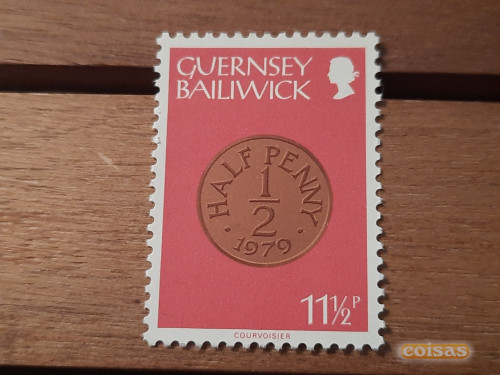 GUERNSEY
BAILIWICK
HALF PENNY
1/2
· 1979 ·
11½P
COURVOISIER
coisas